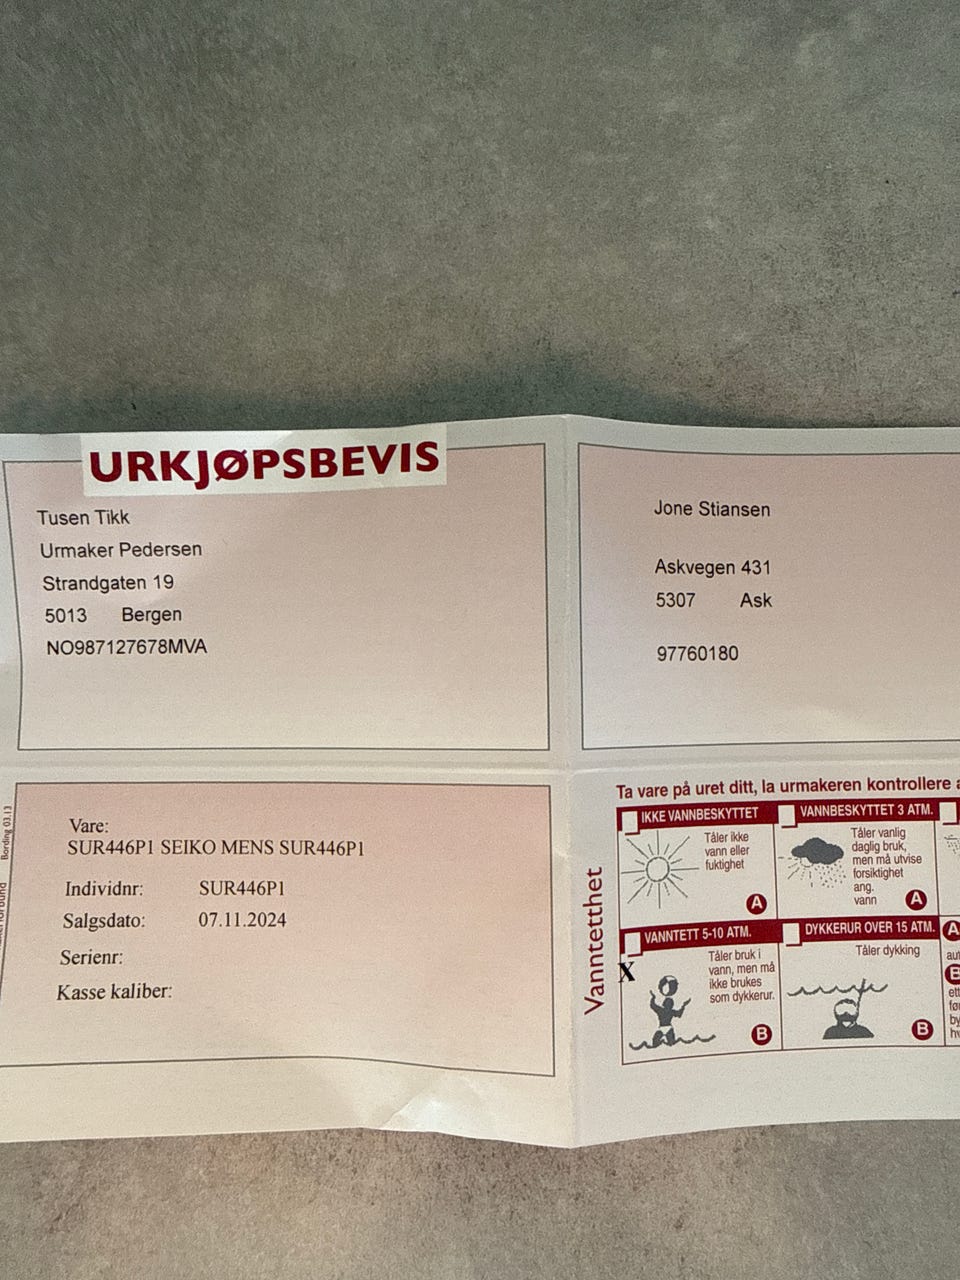 URKJØPSBEVIS
Tusen Tikk
Urmaker Pedersen
Strandgaten 19
5013 Bergen
NO987127678MVA
Jone Stiansen
Askvegen 431
5307 Ask
97760180
Bording 03.13
Vare:
SUR446P1 SEIKO MENS SUR446P1
Individnr: SUR446P1
Salgsdato: 07.11.2024
Serienr:
Kasse kaliber:
Ta vare på uret ditt, la urmakeren kontrollere
Vanntetthet
IKKE VANNBESKYTTET
Tåler ikke
vann eller
fuktighet
A
VANNBESKYTTET 3 ATM.
Tåler vanlig
daglig bruk,
men må utvise
forsiktighet
ang.
vann
A
X
VANNTETT 5-10 ATM.
Tåler bruk i
vann, men må
ikke brukes
som dykkerur.
B
DYKKERUR OVER 15 ATM.
Tåler dykking
B
A
B